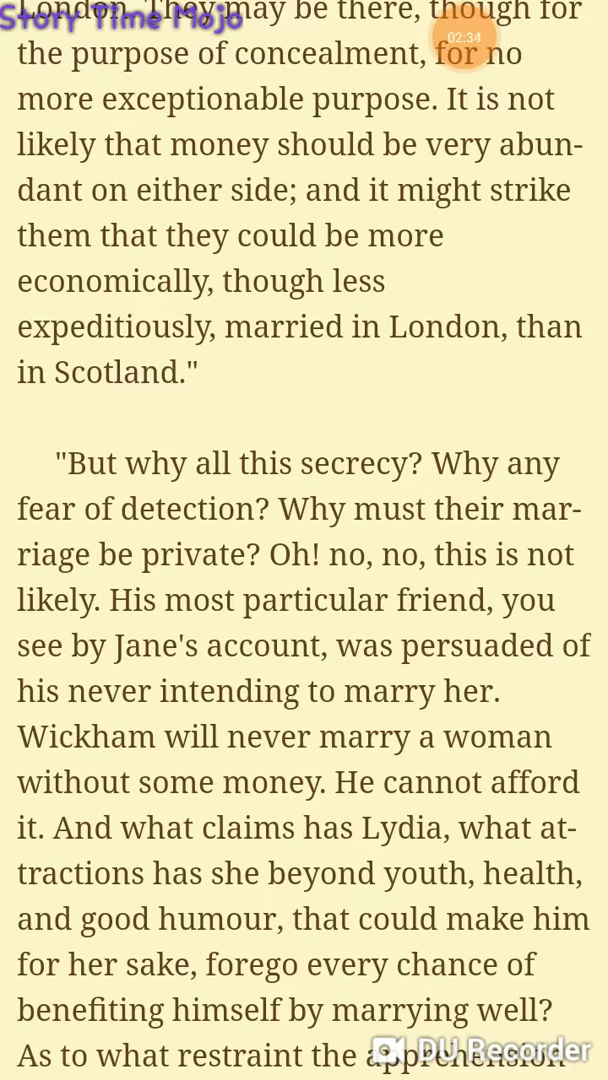 London. They may be there, though for
Story Time Mojo
02:34
the purpose of concealment, for no
more exceptionable purpose. It is not
likely that money should be very abun-
dant on either side; and it might strike
them that they could be more
economically, though less
expeditiously, married in London, than
in Scotland."
"But why all this secrecy? Why any
fear of detection? Why must their mar-
riage be private? Oh! no, no, this is not
likely. His most particular friend, you
see by Jane's account, was persuaded of
his never intending to marry her.
Wickham will never marry a woman
without some money. He cannot afford
it. And what claims has Lydia, what at-
tractions has she beyond youth, health,
and good humour, that could make him
for her sake, forego every chance of
benefiting himself by marrying well?
As to what restraint the apprehension
DU Recorder